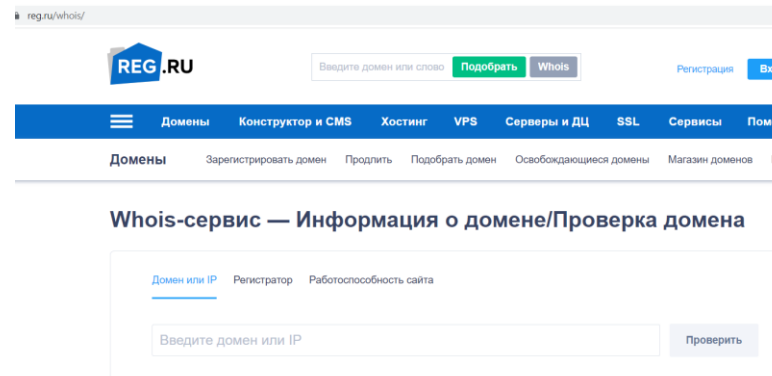 reg.ru/whois/
REG.RU
Введите домен или слово Подобрать Whois
Регистрация
Домены Конструктор и CMS Хостинг VPS Серверы и ДЦ SSL Сервисы
Домены Зарегистрировать домен Продлить Подобрать домен Освобождающиеся домены Магазин доменов
Whois-сервис — Информация о домене/Проверка домена
Домен или IP Регистратор Работоспособность сайта
Введите домен или IP Проверить